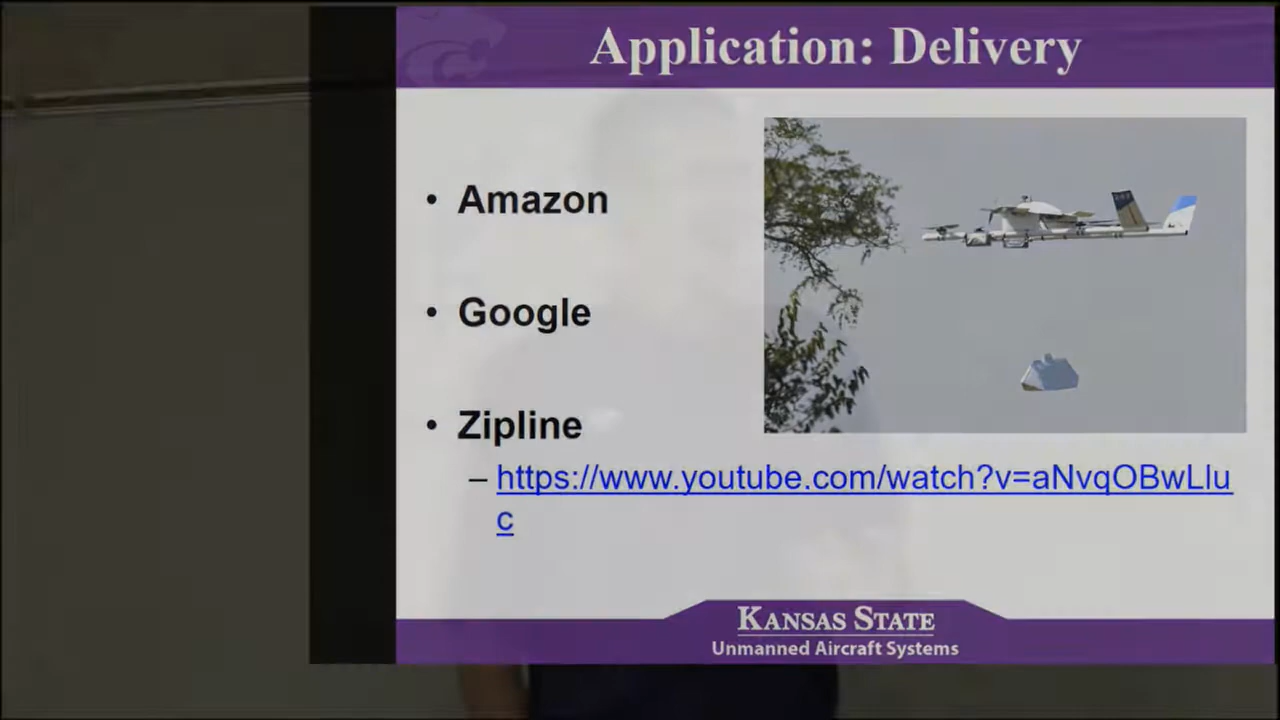 Application: Delivery
• Amazon
• Google
• Zipline
– https://www.youtube.com/watch?v=aNvqOBwLlu
c
KANSAS STATE
Unmanned Aircraft Systems